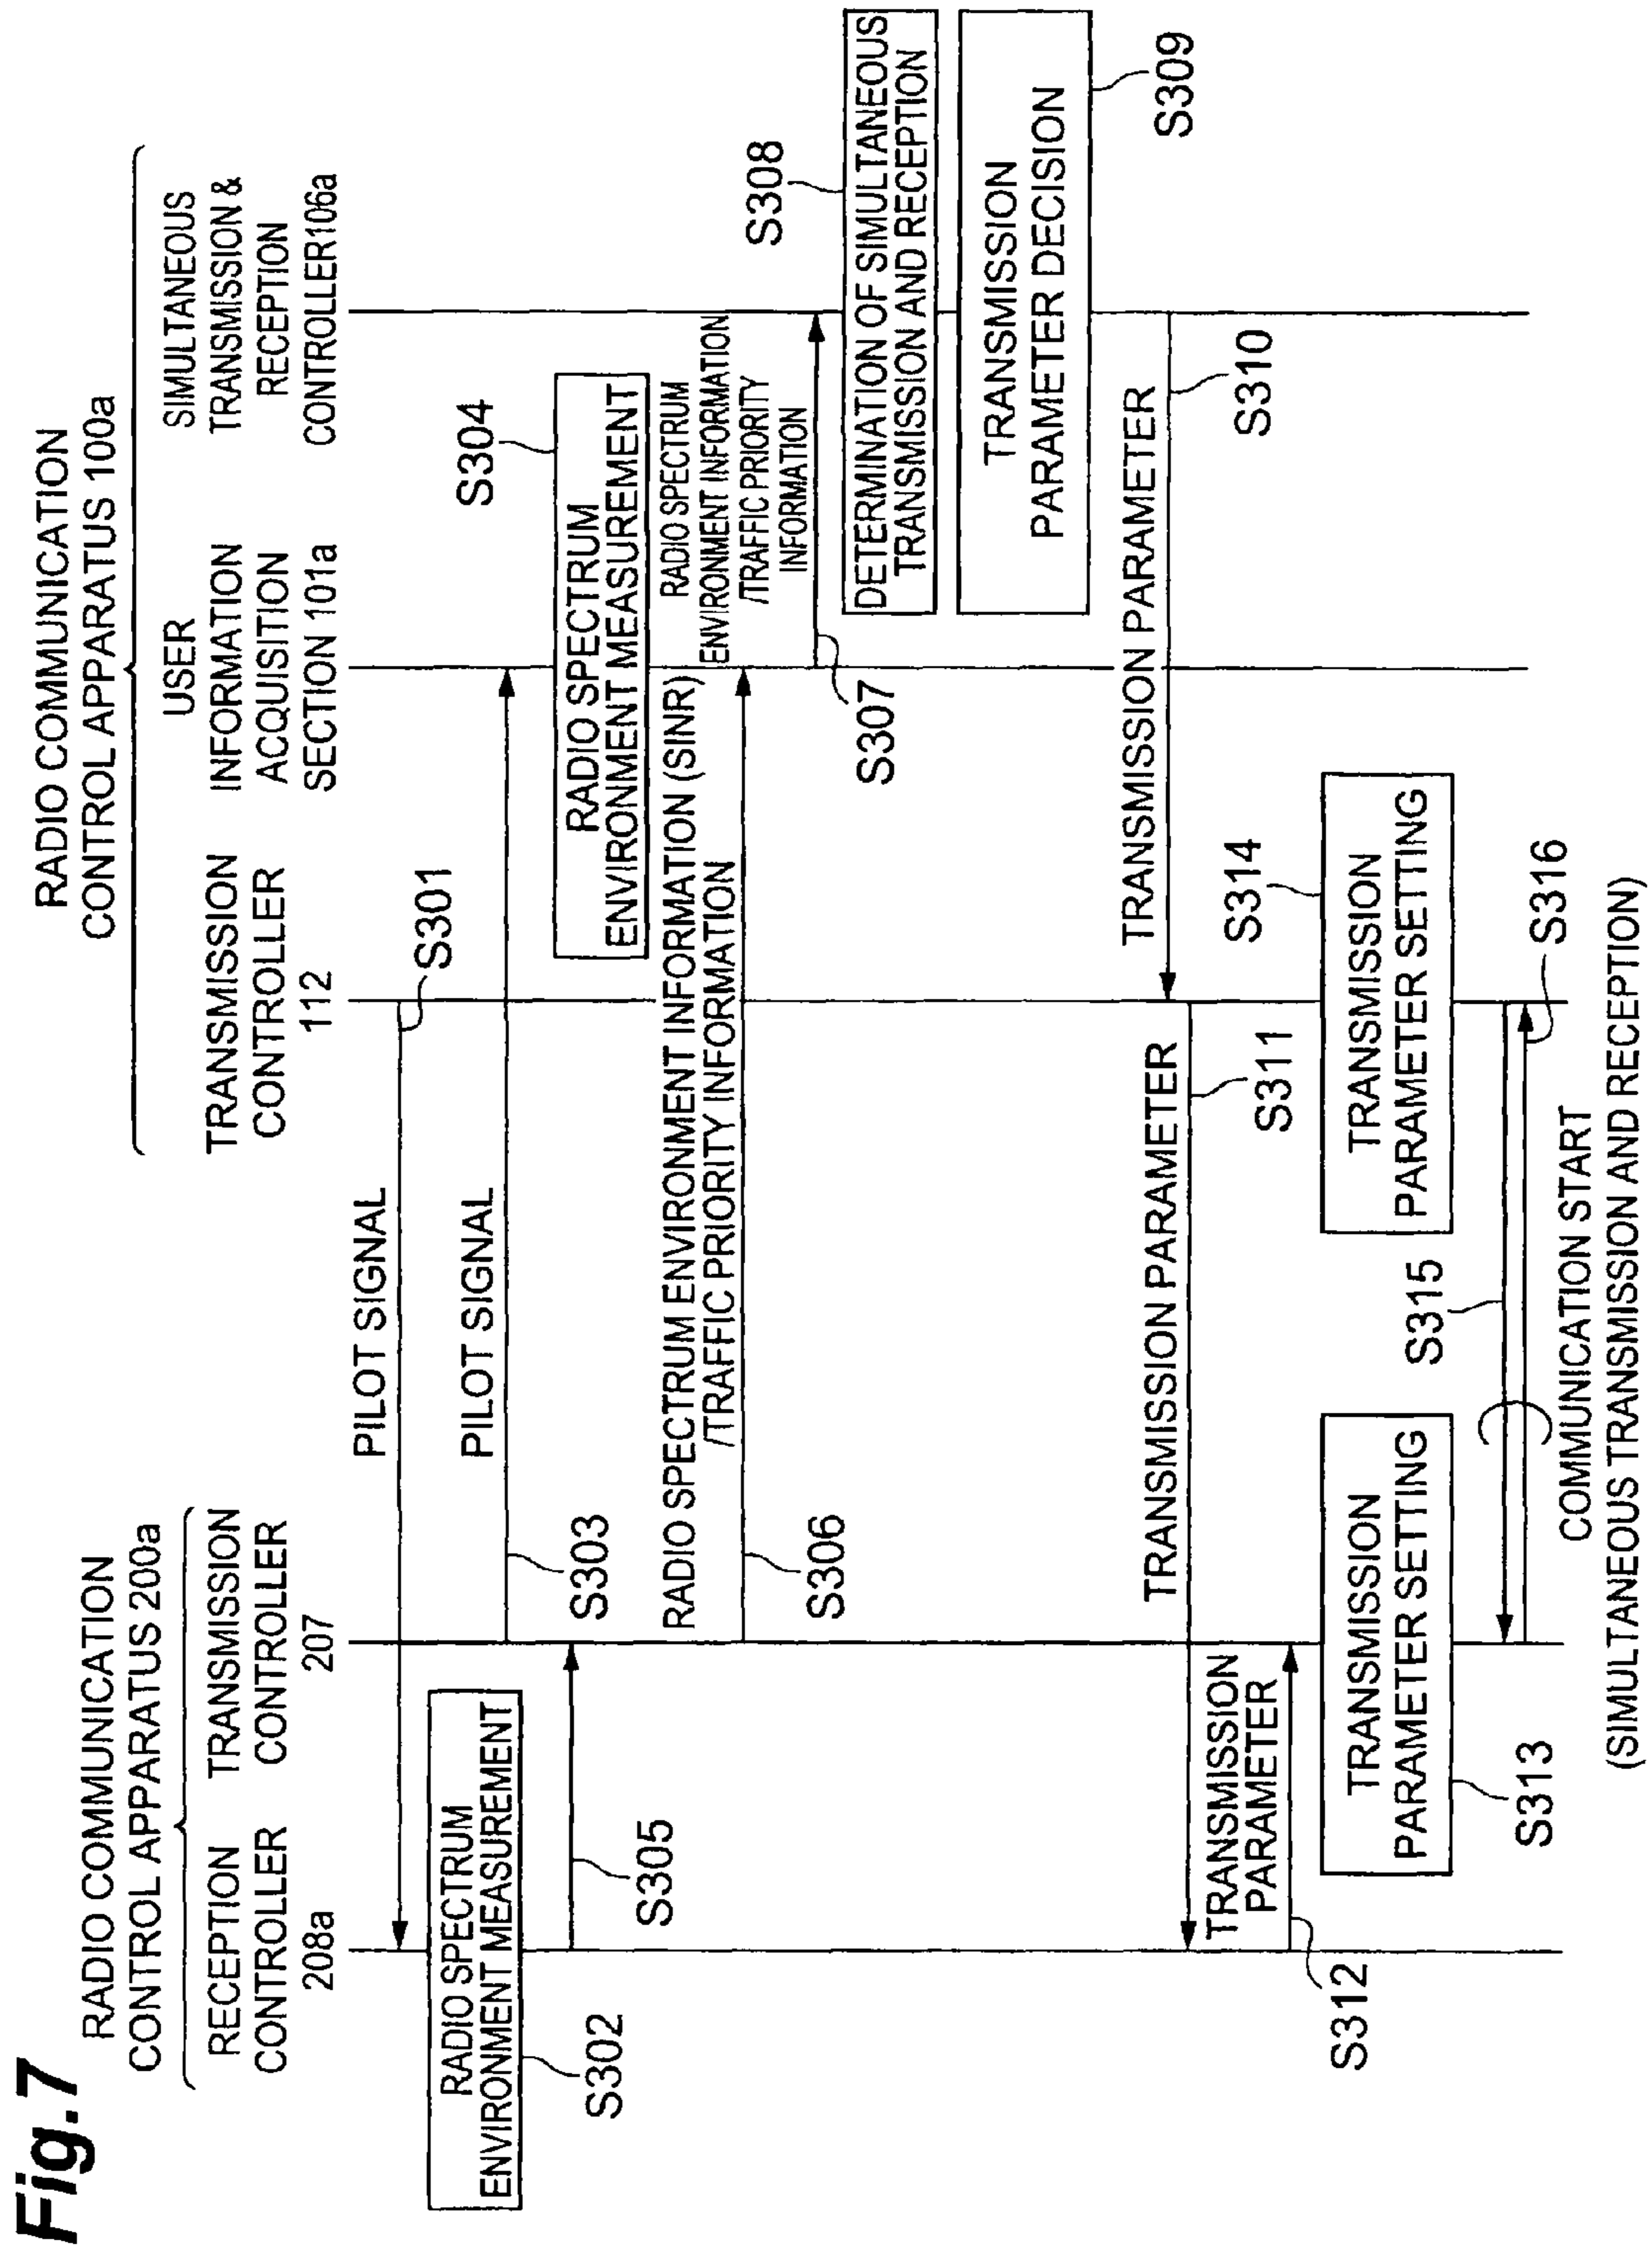 Fig.7
RADIO COMMUNICATION
CONTROL APPARATUS 200a
RECEPTION
CONTROLLER
208a
TRANSMISSION
CONTROLLER
207
RADIO COMMUNICATION
CONTROL APPARATUS 100a
TRANSMISSION
CONTROLLER
112
USER
INFORMATION
ACQUISITION
SECTION 101a
SIMULTANEOUS
TRANSMISSION &
RECEPTION
CONTROLLER106a
PILOT SIGNAL
S301
RADIO SPECTRUM
ENVIRONMENT MEASUREMENT
S302
PILOT SIGNAL
S303
RADIO SPECTRUM
ENVIRONMENT MEASUREMENT
S304
S305
RADIO SPECTRUM ENVIRONMENT INFORMATION (SINR)
/TRAFFIC PRIORITY INFORMATION
S306
RADIO SPECTRUM
ENVIRONMENT INFORMATION
/TRAFFIC PRIORITY
INFORMATION
S307
S308
DETERMINATION OF SIMULTANEOUS
TRANSMISSION AND RECEPTION
TRANSMISSION
PARAMETER DECISION
S309
TRANSMISSION PARAMETER
S310
TRANSMISSION PARAMETER
S311
TRANSMISSION
PARAMETER
S312
TRANSMISSION
PARAMETER SETTING
S313
TRANSMISSION
PARAMETER SETTING
S314
S315
S316
COMMUNICATION START
(SIMULTANEOUS TRANSMISSION AND RECEPTION)